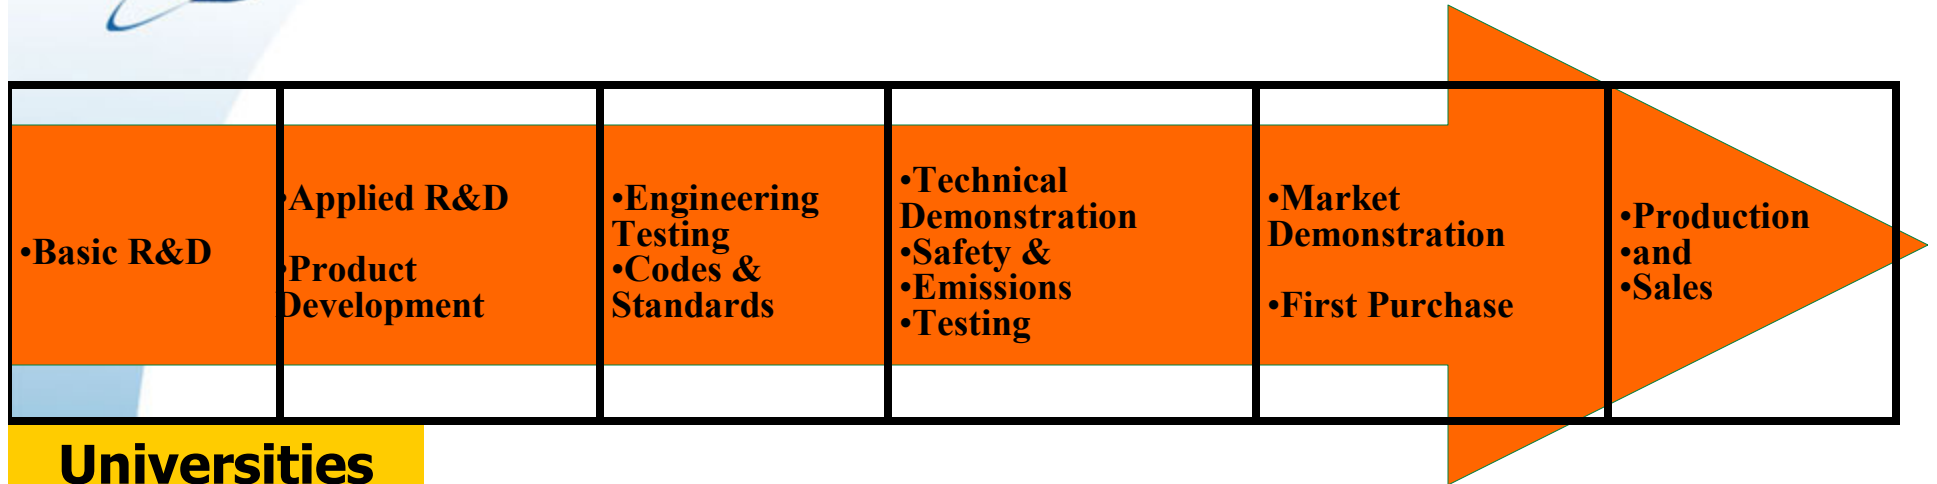 •Basic R&D
•Applied R&D
•Product
Development
•Engineering
Testing
•Codes &
Standards
•Technical
Demonstration
•Safety &
•Emissions
•Testing
•Market
Demonstration
•First Purchase
•Production
•and
•Sales
Universities